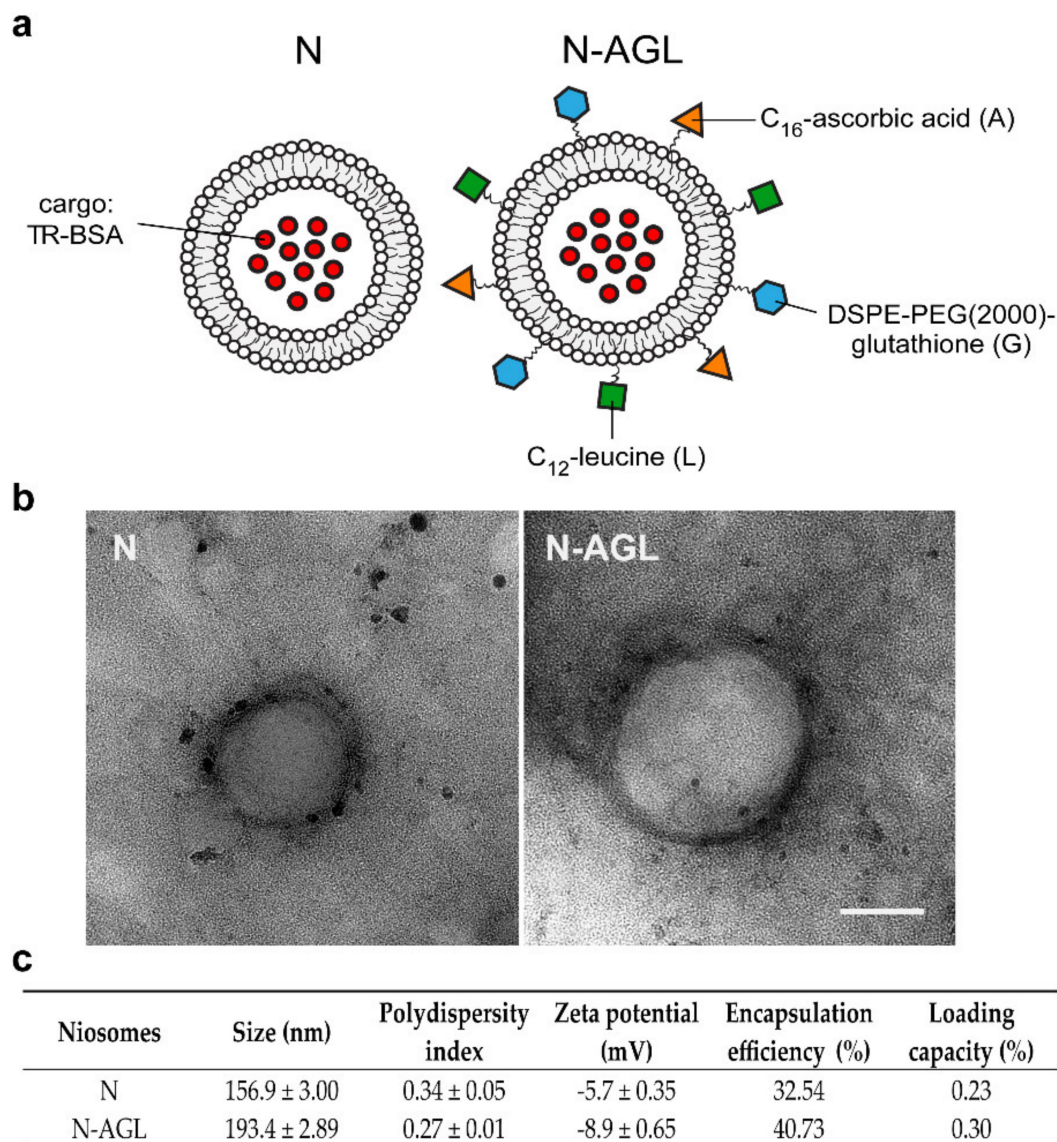 a
N
N-AGL
C16-ascorbic acid (A)
cargo:
TR-BSA
DSPE-PEG(2000)-
glutathione (G)
C12-leucine (L)
b
N
N-AGL
c
Niosomes Size (nm) Polydispersity index Zeta potential (mV) Encapsulation efficiency (%) Loading capacity (%)
N 156.9 ± 3.00 0.34 ± 0.05 -5.7 ± 0.35 32.54 0.23
N-AGL 193.4 ± 2.89 0.27 ± 0.01 -8.9 ± 0.65 40.73 0.30